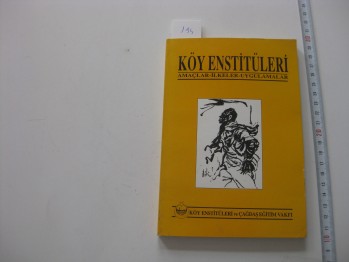 KÖY ENSTİTÜLERİ
AMAÇLAR-İLKELER-UYGULAMALAR
KÖY ENSTİTÜLERİ ve ÇAĞDAŞ EĞİTİM VAKFI